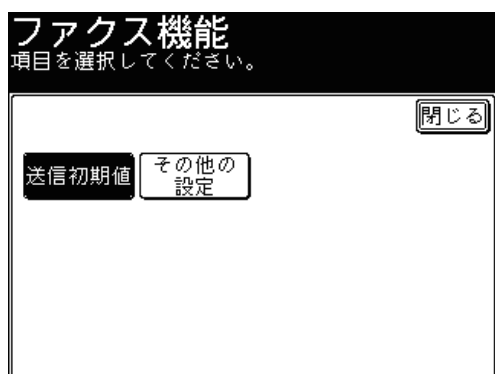 ファクス機能
項目を選択してください。
閉じる
送信初期値
その他の
設定